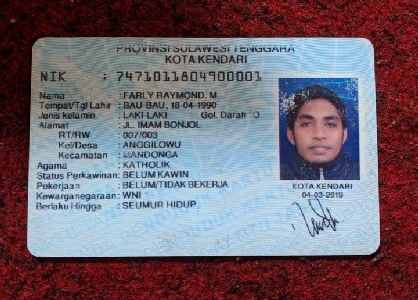 PROVINSI SULAWESI TENGGARA
KOTA KENDARI
NIK : 7471011804900001
Nama : FARLY RAYMOND. M
Tempat/Tgl Lahir : BAU-BAU, 18-04-1990
Jenis kelamin : LAKI-LAKI Gol. Darah : O
Alamat : JL. IMAM BONJOL
RT/RW : 007/003
Kel/Desa : ANGGILOWU
Kecamatan : MANDONGA
Agama : KATHOLIK
Status Perkawinan: BELUM KAWIN
Pekerjaan : BELUM/TIDAK BEKERJA
Kewarganegaraan: WNI
Berlaku Hingga : SEUMUR HIDUP
KOTA KENDARI
04-03-2019